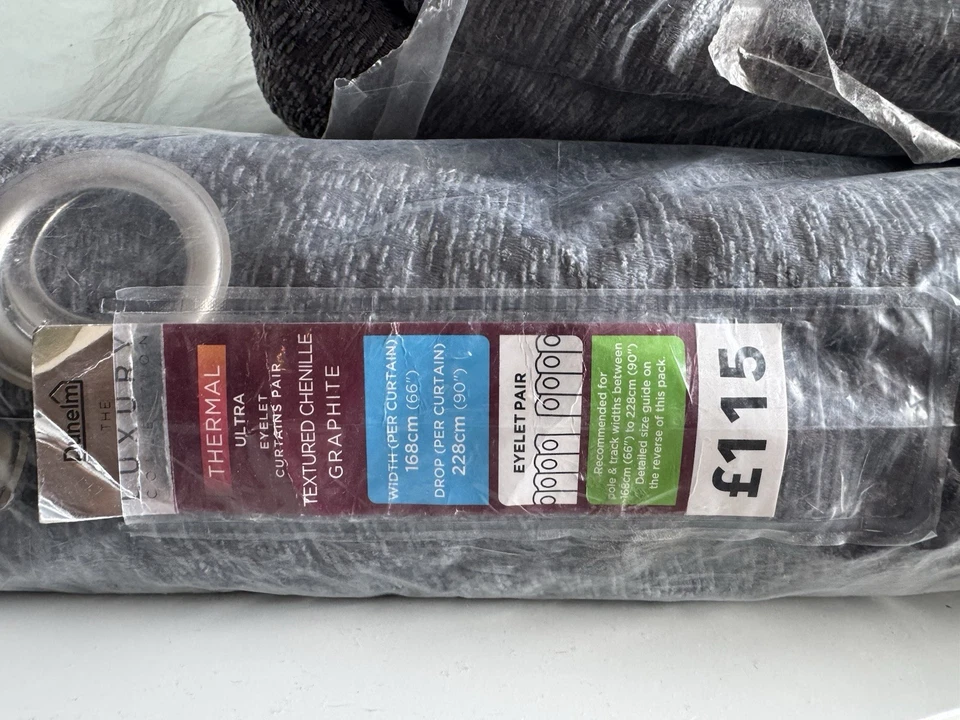 Dunelm
THE
LUXURY
COLLECTION
THERMAL
ULTRA
EYELET
CURTAINS PAIR
TEXTURED CHENILLE
GRAPHITE
WIDTH (PER CURTAIN)
168cm (66")
DROP (PER CURTAIN)
228cm (90")
EYELET PAIR
Recommended for
pole & track widths between
168cm (66") to 228cm (90")
Detailed size guide on
the reverse of this pack.
£115